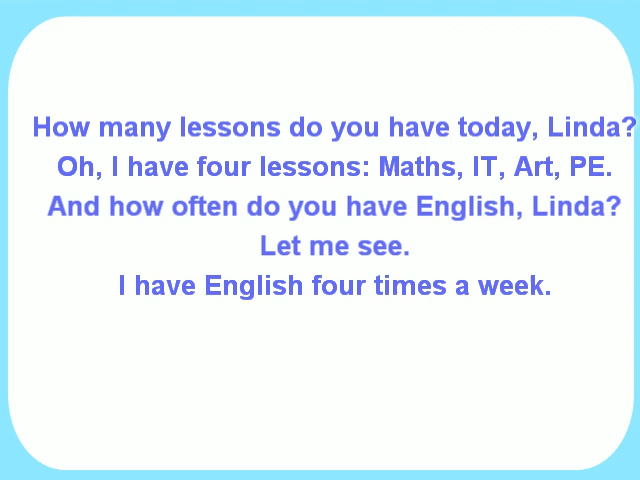 How many lessons do you have today, Linda?
Oh, I have four lessons: Maths, IT, Art, PE.
And how often do you have English, Linda?
Let me see.
I have English four times a week.